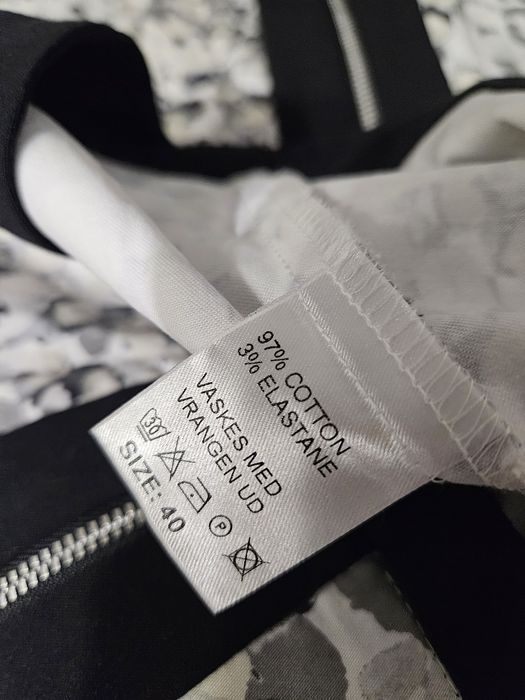 97% COTTON
3% ELASTANE
VASKES MED
VRANGEN UD
30 P
SIZE: 40